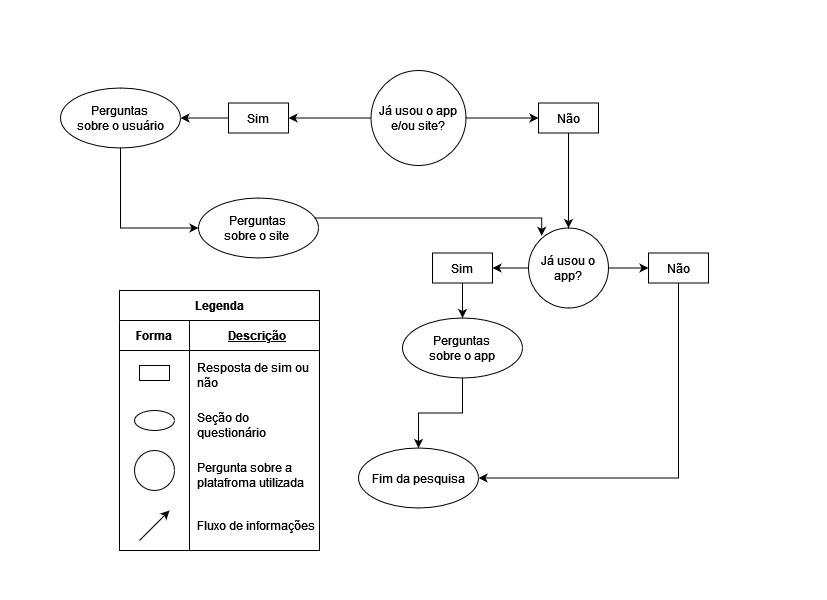 Perguntas
sobre o usuário
Sim
Já usou o app
e/ou site?
Não
Perguntas
sobre o site
Sim
Já usou o
app?
Não
Perguntas
sobre o app
Fim da pesquisa
Legenda
Forma
Descrição
Resposta de sim ou
não
Seção do
questionário
Pergunta sobre a
platafroma utilizada
Fluxo de informações